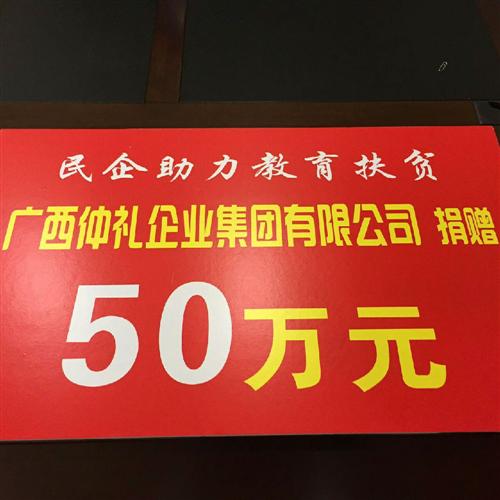 民企助力教育扶贫
广西仲礼企业集团有限公司 捐赠
50万元